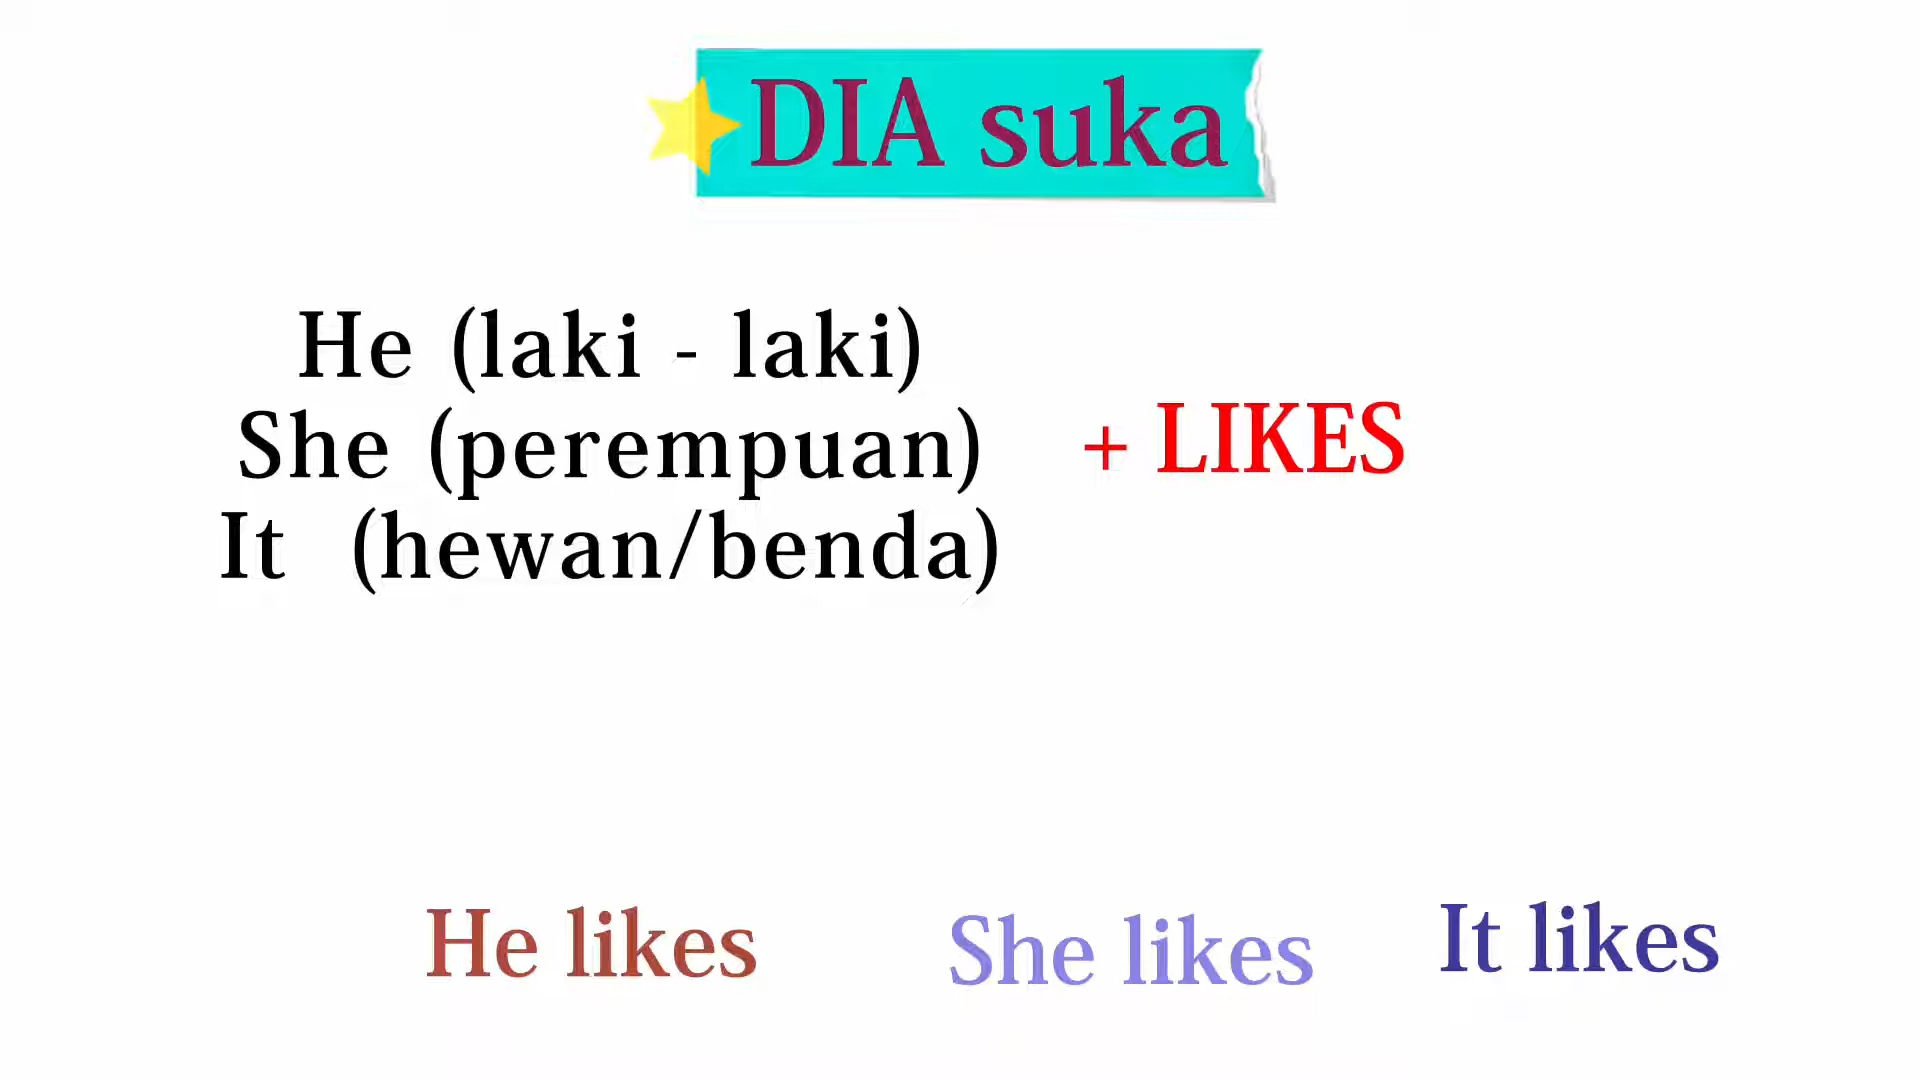 DIA suka
He (laki - laki)
She (perempuan)
It (hewan/benda)
+ LIKES
He likes
She likes
It likes